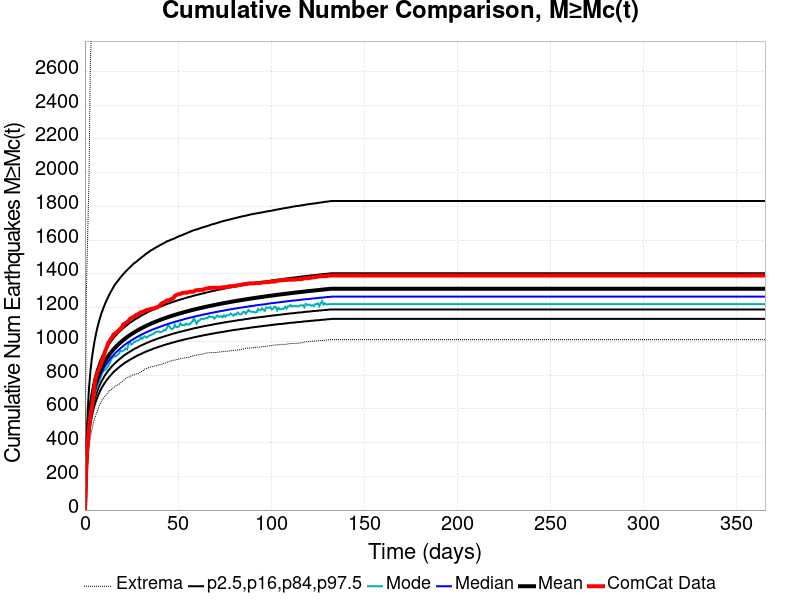 Cumulative Number Comparison, M≥Mc(t)
Cumulative Num Earthquakes M≥Mc(t)
2600
2400
2200
2000
1800
1600
1400
1200
1000
800
600
400
200
0
0 50 100 150 200 250 300 350
Time (days)
Extrema p2.5,p16,p84,p97.5 Mode Median Mean ComCat Data